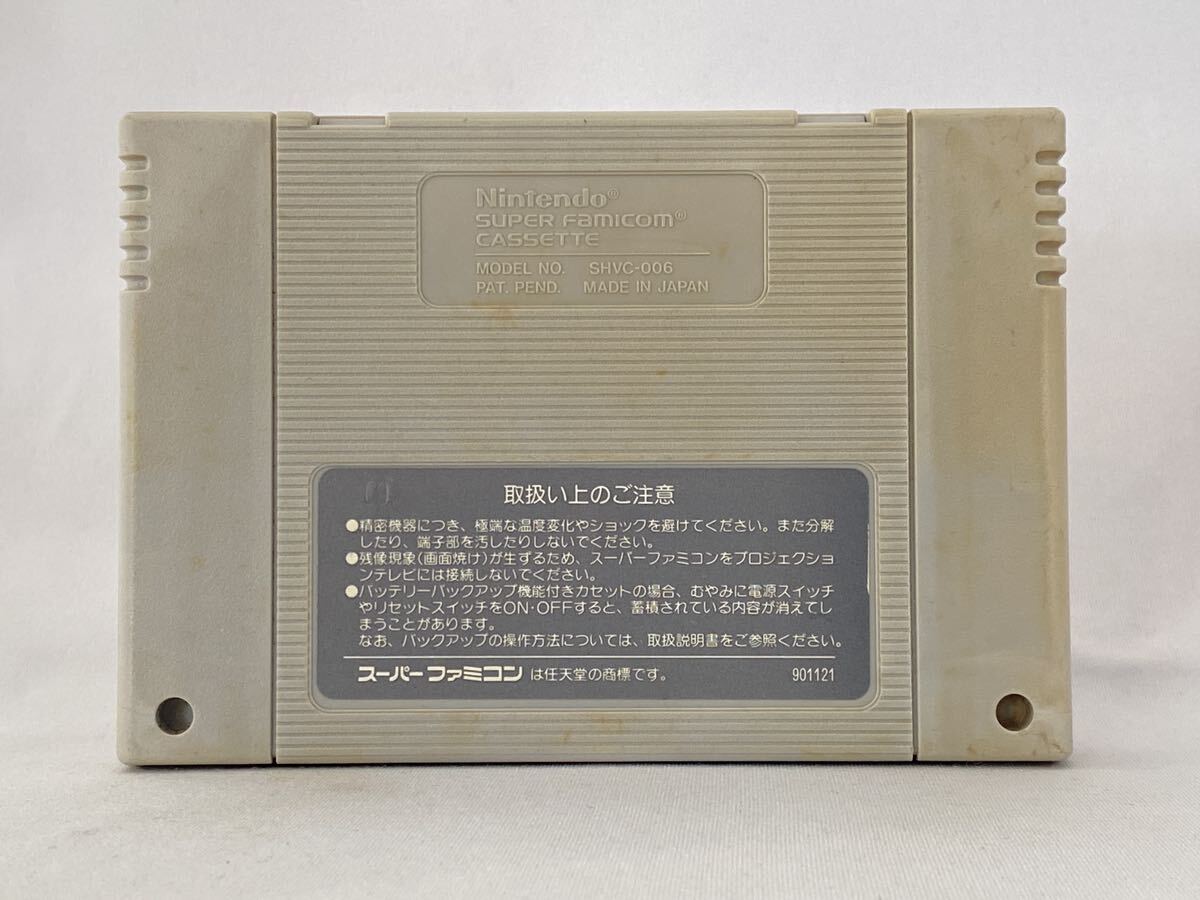 Nintendo®
SUPER FAMICOM®
CASSETTE
MODEL NO. SHVC-006
PAT. PEND. MADE IN JAPAN
取扱い上のご注意
●精密機器につき、極端な温度変化やショックを避けてください。また分解
したり、端子部を汚したりしないでください。
●残像現象(画面焼け)が生ずるため、スーパーファミコンをプロジェクショ
ンテレビには接続しないでください。
●バッテリーバックアップ機能付きカセットの場合、むやみに電源スイッチ
やリセットスイッチをON・OFFすると、蓄積されている内容が消えてし
まうことがあります。
なお、バックアップの操作方法については、取扱説明書をご参照ください。
スーパーファミコン は任天堂の商標です。 901121